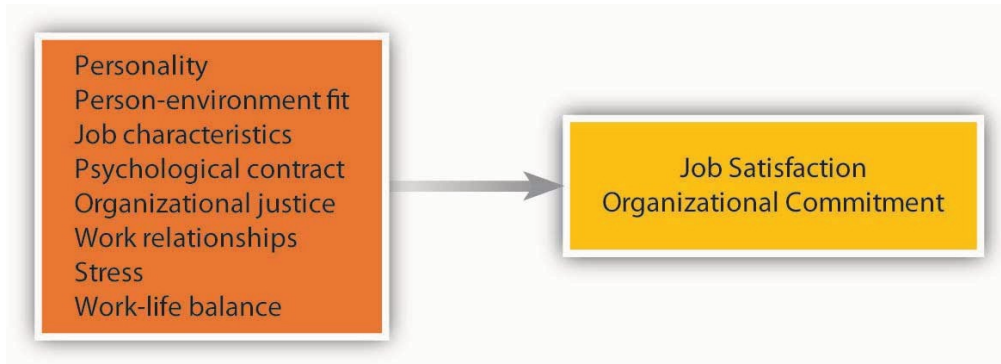 Personality
Person-environment fit
Job characteristics
Psychological contract
Organizational justice
Work relationships
Stress
Work-life balance
Job Satisfaction
Organizational Commitment